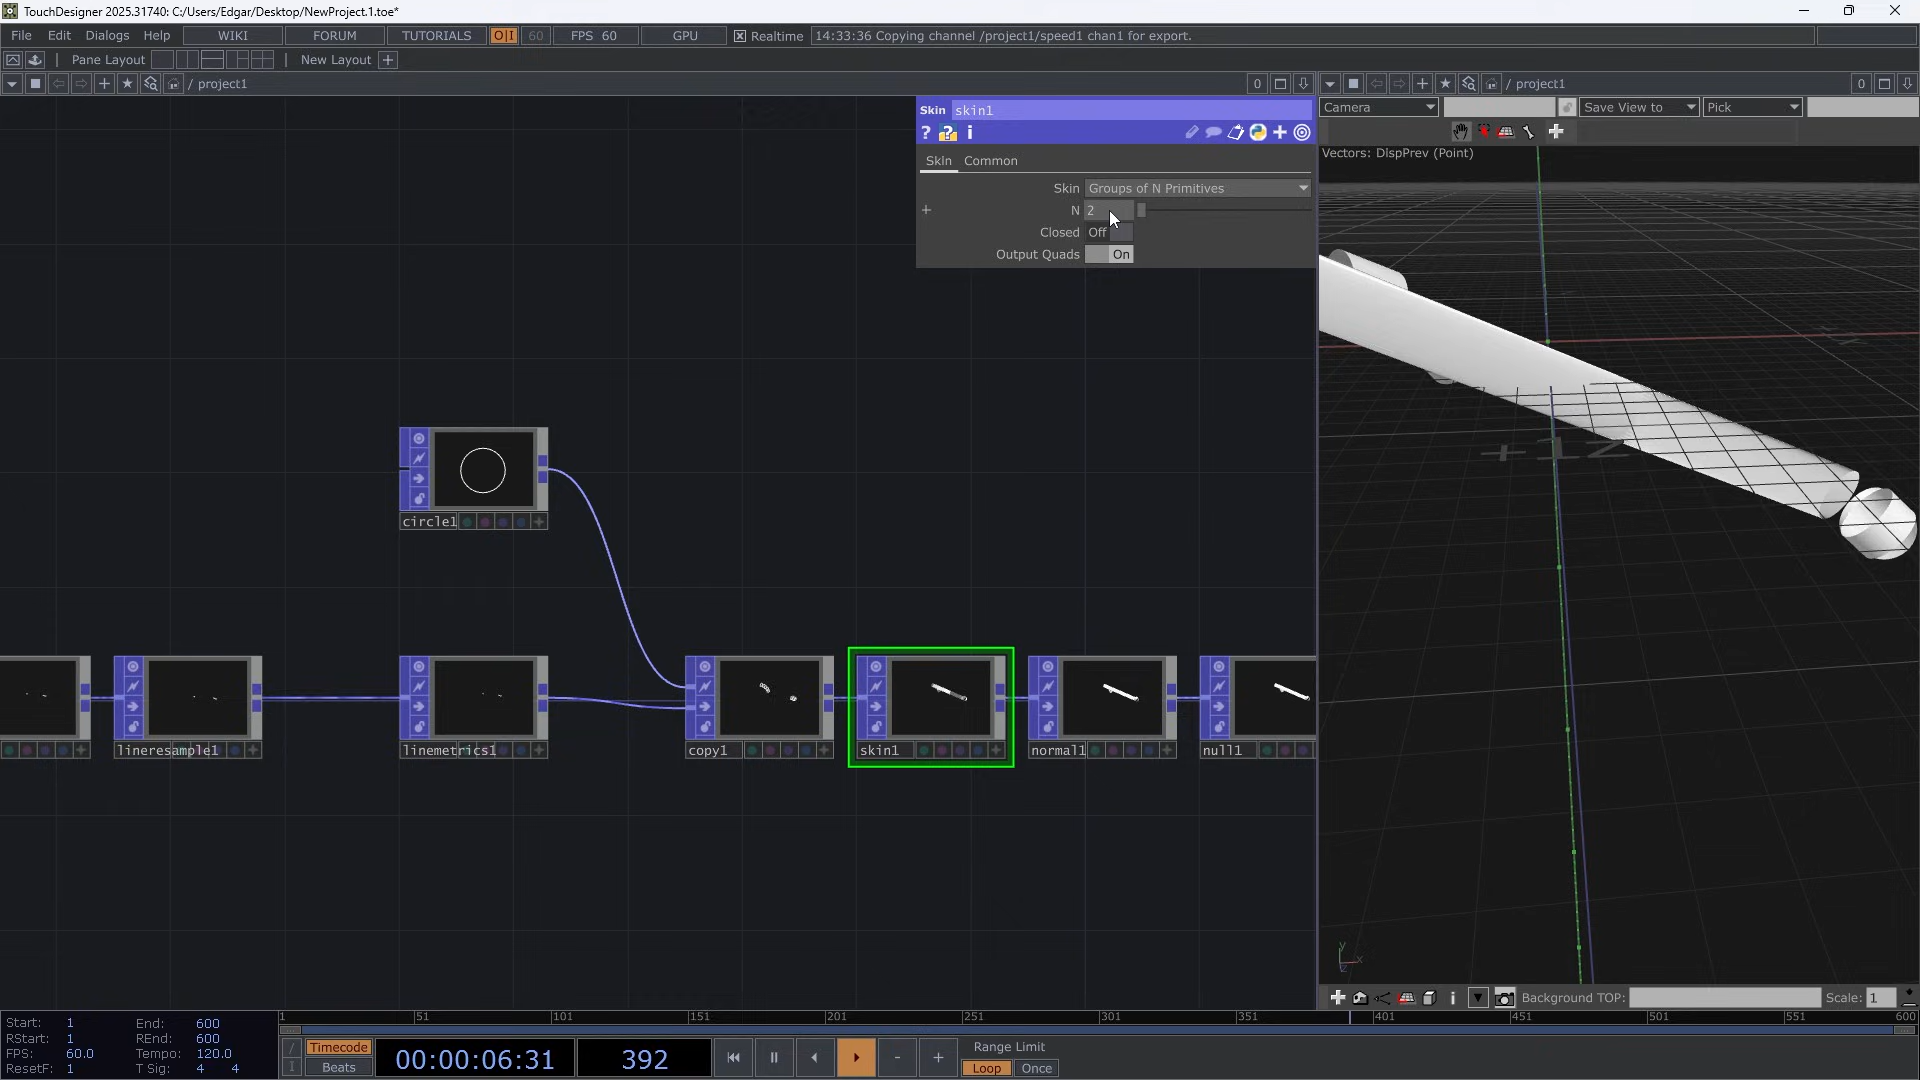 TouchDesigner 2025.31740: C:/Users/Edgar/Desktop/NewProject.1.toe*
File Edit Dialogs Help WIKI FORUM TUTORIALS O|I 60 FPS 60 GPU Realtime 14:33:36 Copying channel /project1/speed1 chan1 for export.
Pane Layout New Layout +
/ project1 0
/ project1 0
Camera Save View to Pick
Vectors: DispPrev (Point)
Skin skin1
? ? i
Skin Common
Skin Groups of N Primitives
+ N 2
Closed Off
Output Quads On
+1Z
circle1
lineresample1
linemetrics1
copy1
skin1
normal1
null1
y
x
z
Background TOP: Scale: 1
Start: 1 End: 600
RStart: 1 REnd: 600
FPS: 60.0 Tempo: 120.0
ResetF: 1 T Sig: 4 4
1 51 101 151 201 251 301 351 401 451 501 551 600
/ Timecode
I Beats
00:00:06:31
392
- +
Range Limit
Loop Once